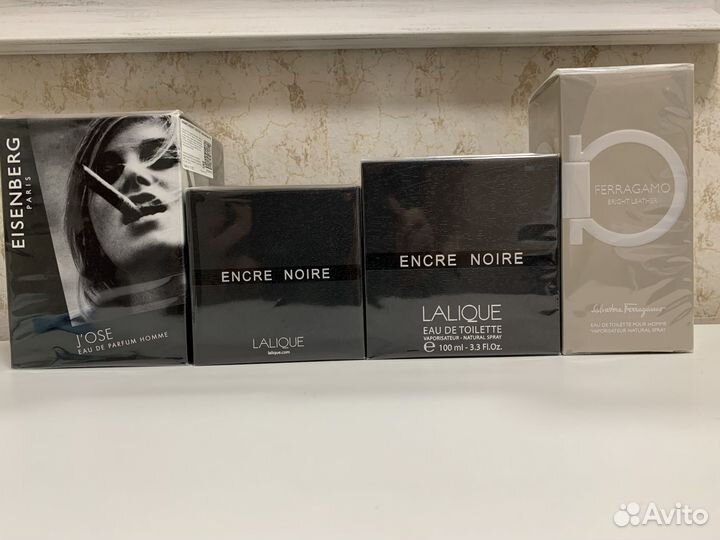 EISENBERG
PARIS
J'OSE
EAU DE PARFUM HOMME
ENCRE NOIRE
LALIQUE
lalique.com
ENCRE NOIRE
LALIQUE
EAU DE TOILETTE
VAPORISATEUR - NATURAL SPRAY
℮ 100 ml - 3.3 Fl.Oz.
FERRAGAMO
BRIGHT LEATHER
Salvatore Ferragamo
EAU DE TOILETTE POUR HOMME
VAPORISATEUR NATURAL SPRAY
Avito